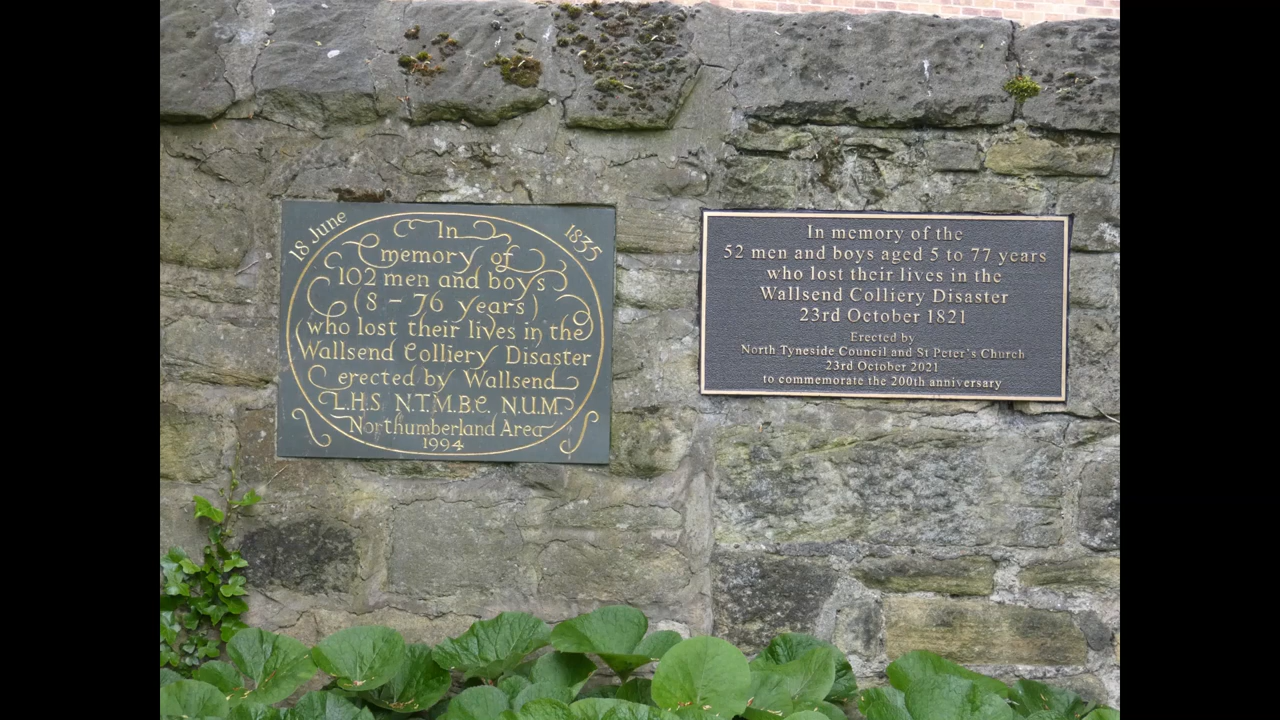 18 June 1835
In
memory of
102 men and boys
(8 - 76 years)
who lost their lives in the
Wallsend Colliery Disaster
erected by Wallsend
L.H.S N.T.M.B.C. N.U.M.
Northumberland Area
1994
In memory of the
52 men and boys aged 5 to 77 years
who lost their lives in the
Wallsend Colliery Disaster
23rd October 1821
Erected by
North Tyneside Council and St Peter's Church
23rd October 2021
to commemorate the 200th anniversary